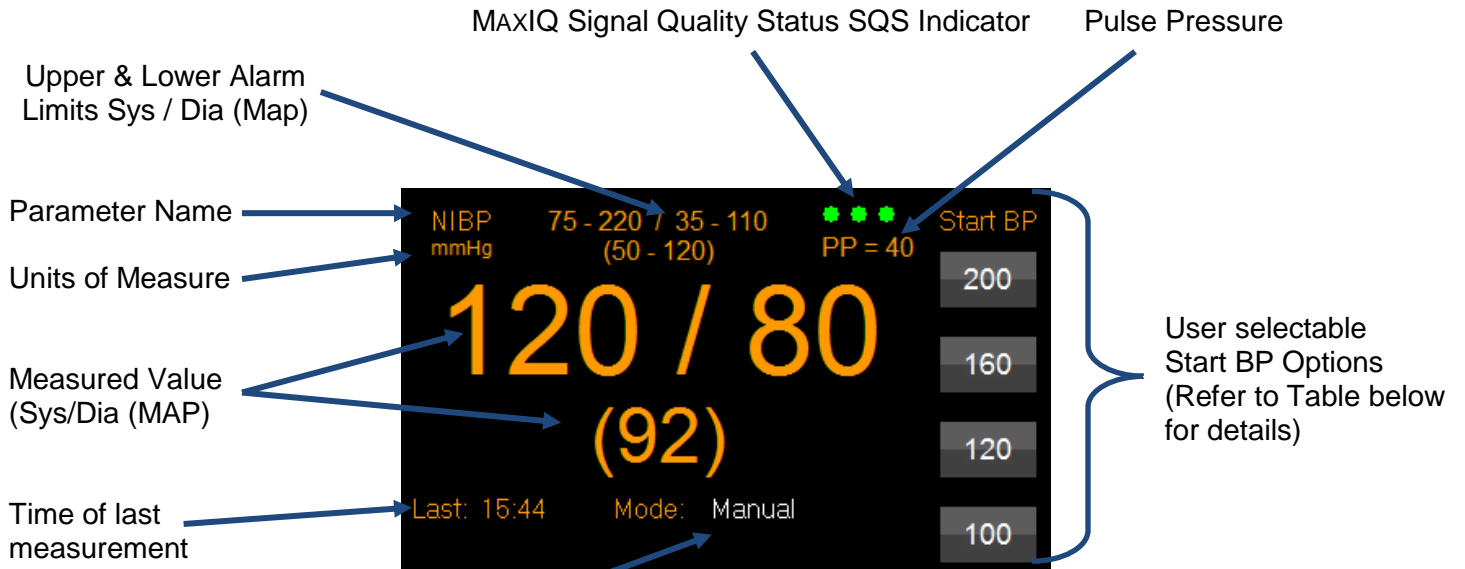 MAXIQ Signal Quality Status SQS Indicator
Pulse Pressure
Upper & Lower Alarm
Limits Sys / Dia (Map)
Parameter Name
Units of Measure
Measured Value
(Sys/Dia (MAP)
Time of last
measurement
NIBP
mmHg
75 - 220 / 35 - 110
(50 - 120)
PP = 40
Start BP
120 / 80
(92)
Last: 15:44
Mode: Manual
200
160
120
100
User selectable
Start BP Options
(Refer to Table below
for details)